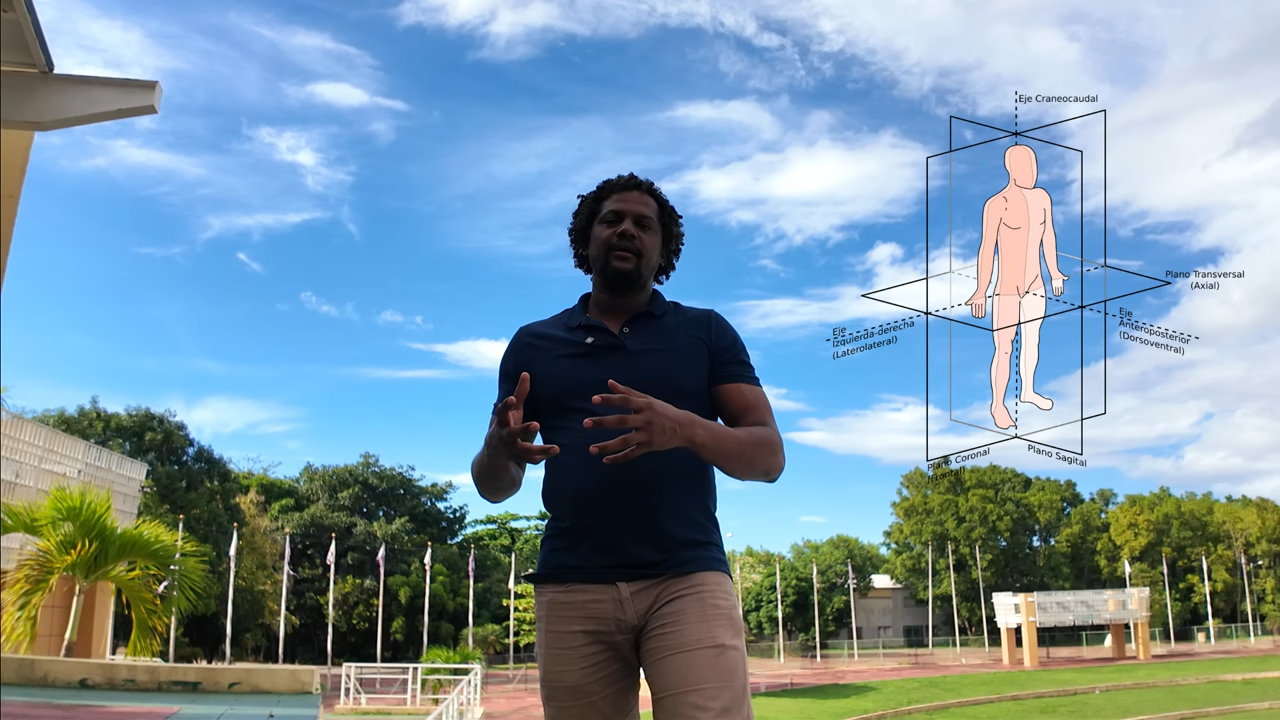 Eje Craneocaudal
Plano Transversal
(Axial)
Eje
Anteroposterior
(Dorsoventral)
Eje
Izquierda-derecha
(Laterolateral)
Plano Coronal
(Frontal)
Plano Sagital